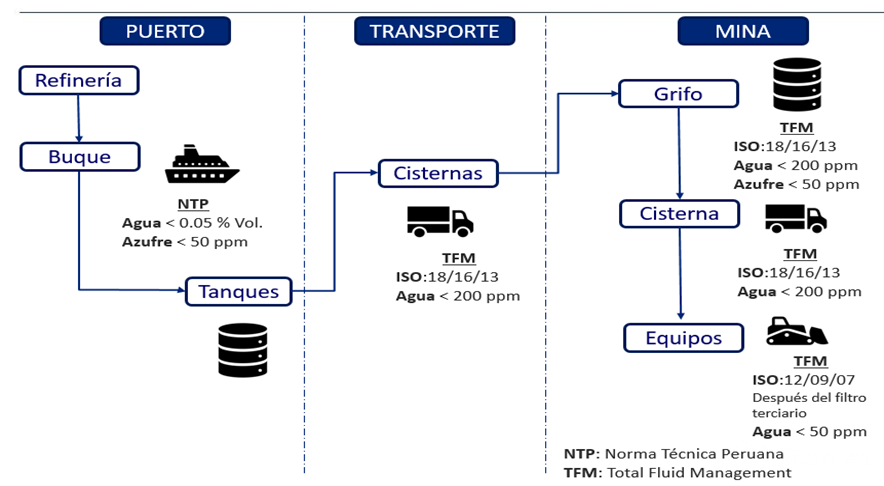 PUERTO
TRANSPORTE
MINA
Refinería
Buque
NTP
Agua < 0.05 % Vol.
Azufre < 50 ppm
Tanques
Cisternas
TFM
ISO:18/16/13
Agua < 200 ppm
Grifo
TFM
ISO:18/16/13
Agua < 200 ppm
Azufre < 50 ppm
Cisterna
TFM
ISO:18/16/13
Agua < 200 ppm
Equipos
TFM
ISO:12/09/07
Después del filtro
terciario
Agua < 50 ppm
NTP: Norma Técnica Peruana
TFM: Total Fluid Management